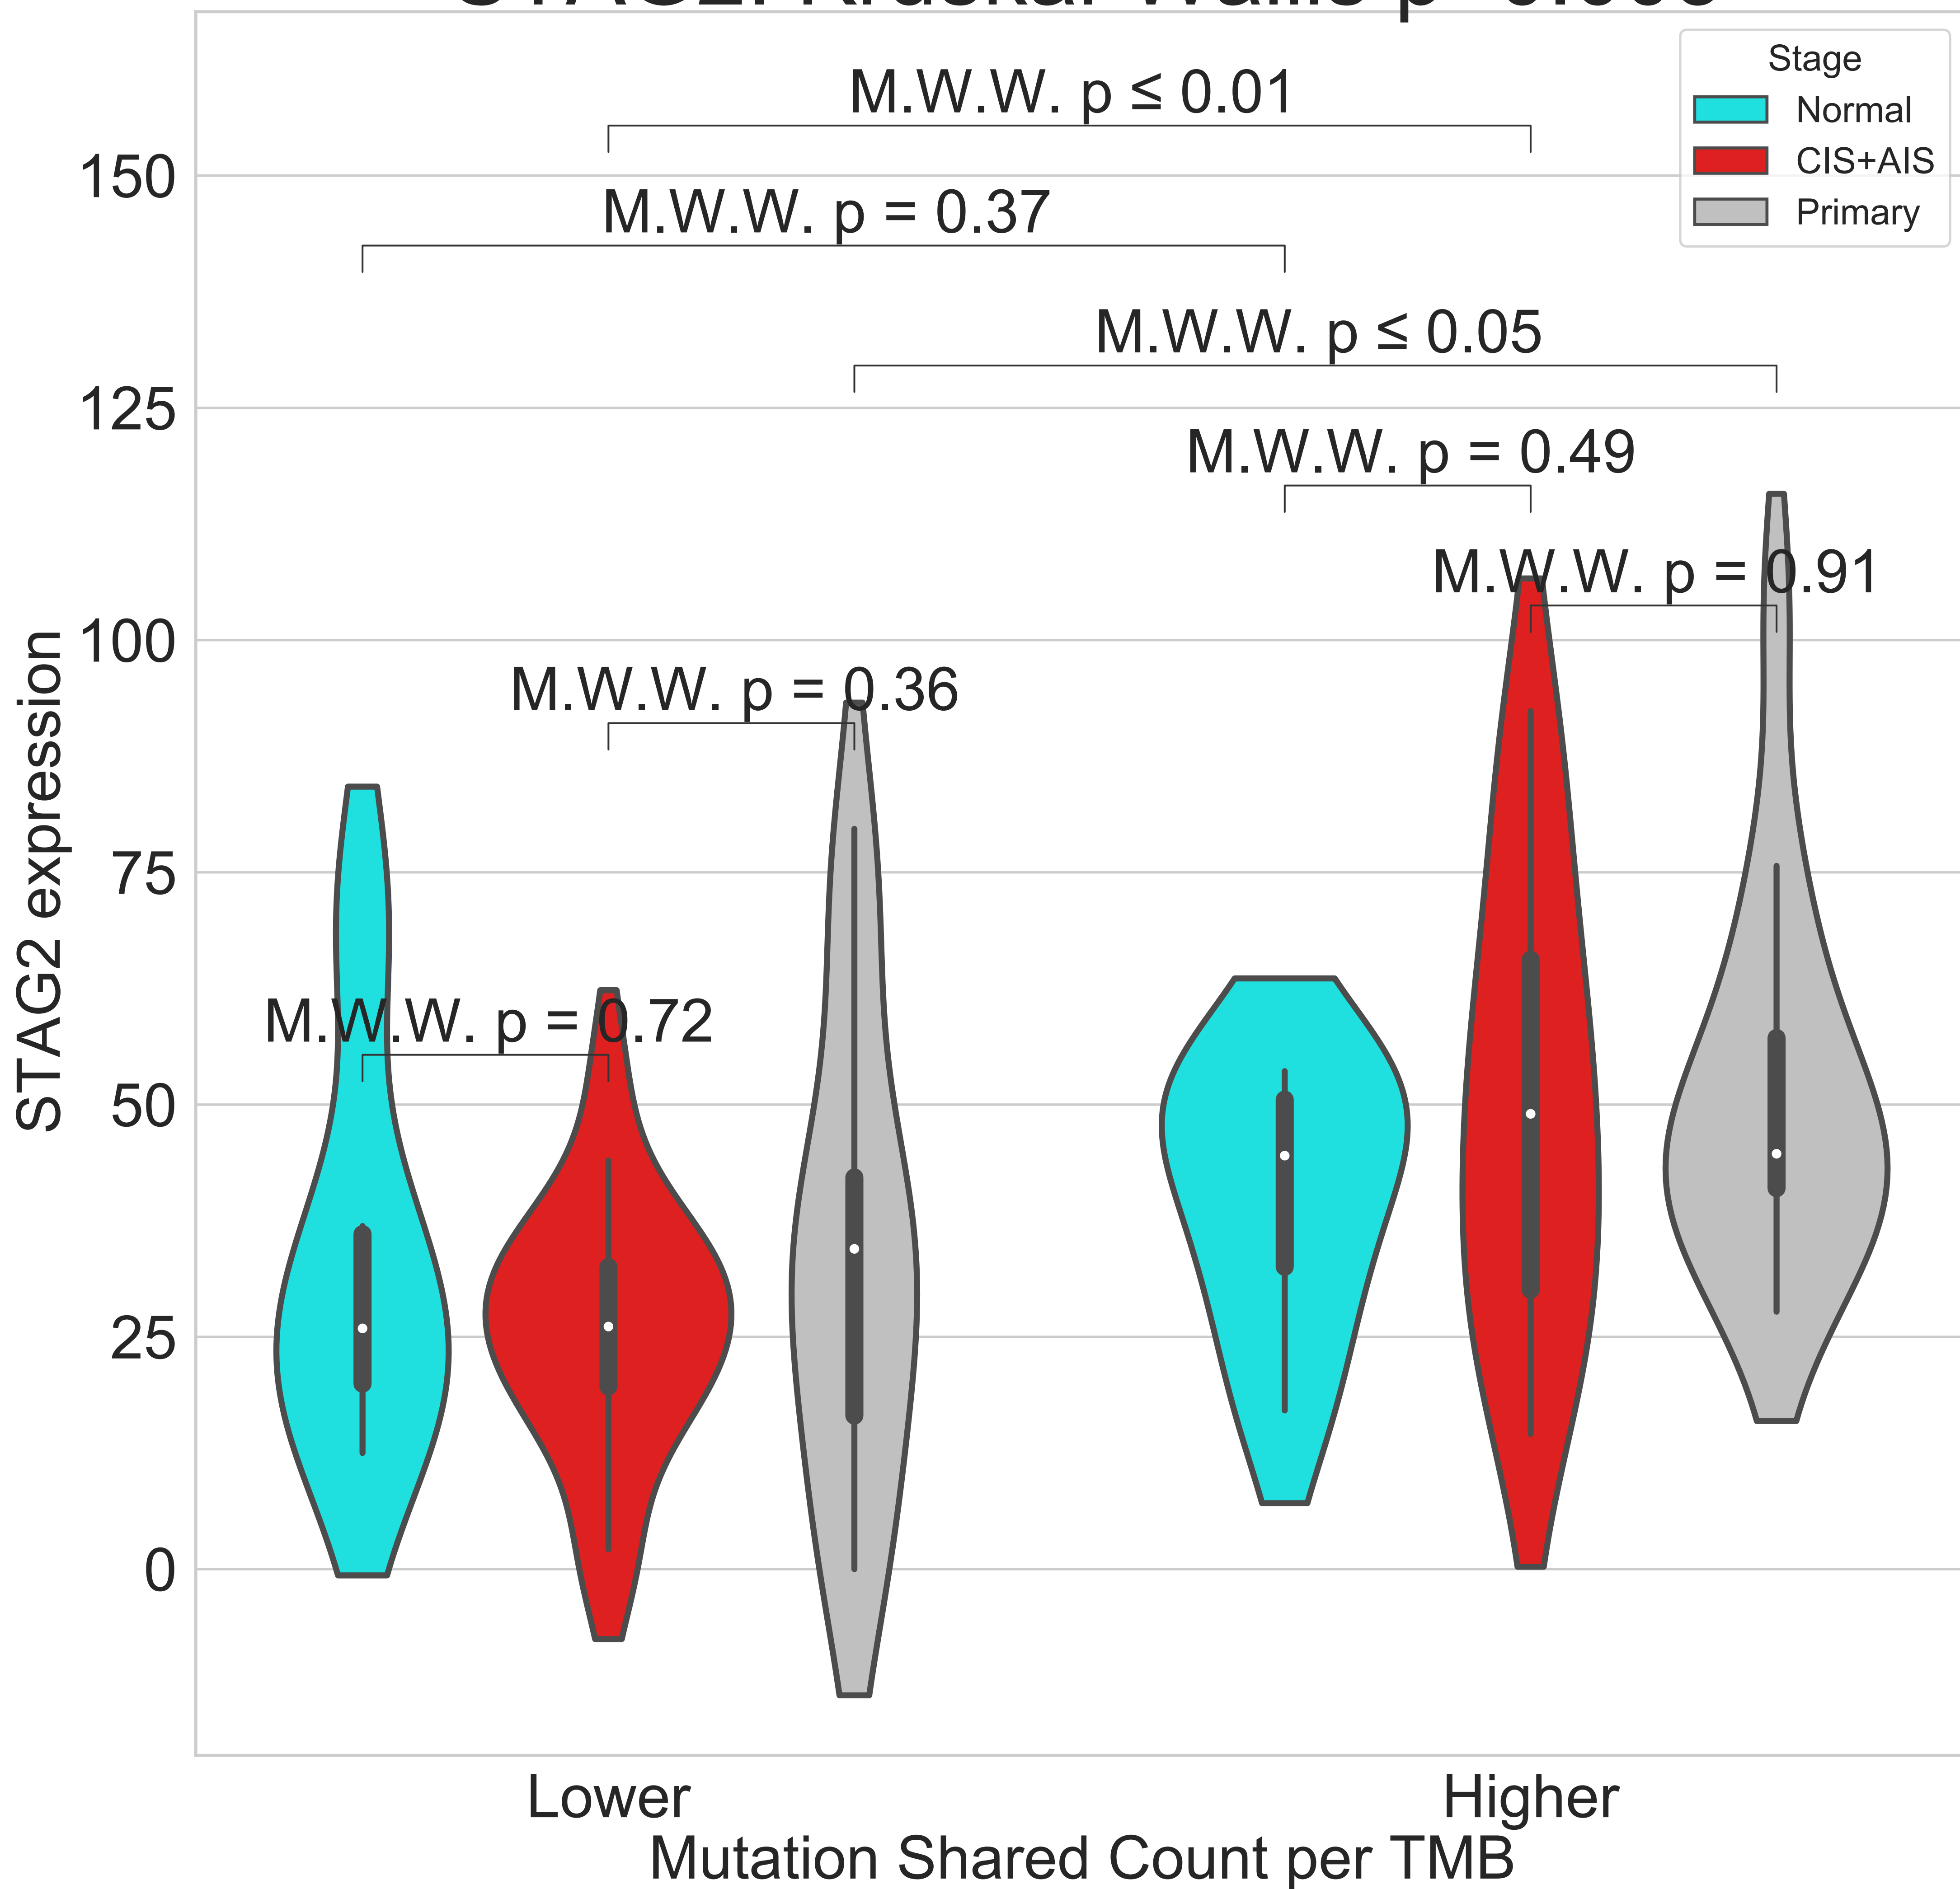 Stage
Normal
CIS+AIS
Primary
M.W.W. p ≤ 0.01
M.W.W. p = 0.37
M.W.W. p ≤ 0.05
M.W.W. p = 0.49
M.W.W. p = 0.91
M.W.W. p = 0.36
M.W.W. p = 0.72
150
125
100
75
50
25
0
STAG2 expression
Lower
Higher
Mutation Shared Count per TMB